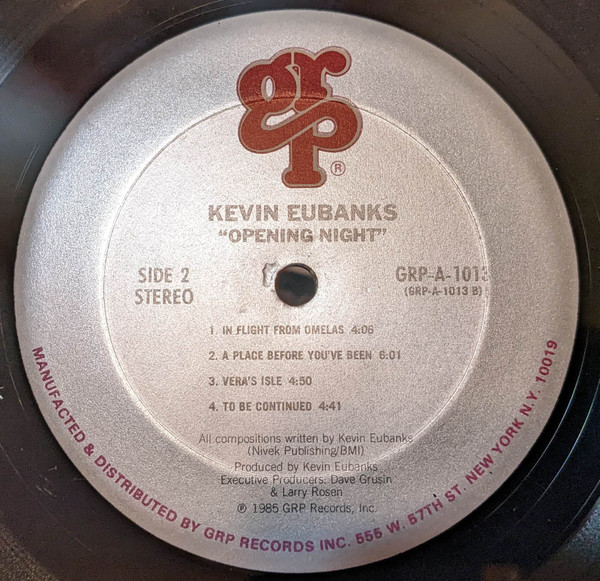 grp®
KEVIN EUBANKS
"OPENING NIGHT"
SIDE 2
STEREO
GRP-A-1013
(GRP-A-1013 B)
1. IN FLIGHT FROM OMELAS 4:06
2. A PLACE BEFORE YOU'VE BEEN 6:01
3. VERA'S ISLE 4:50
4. TO BE CONTINUED 4:41
All compositions written by Kevin Eubanks
(Nivek Publishing/BMI)
Produced by Kevin Eubanks
Executive Producers: Dave Grusin
& Larry Rosen
℗ 1985 GRP Records, Inc.
MANUFACTED & DISTRIBUTED BY GRP RECORDS INC. 555 W. 57TH ST. NEW YORK N.Y. 10019